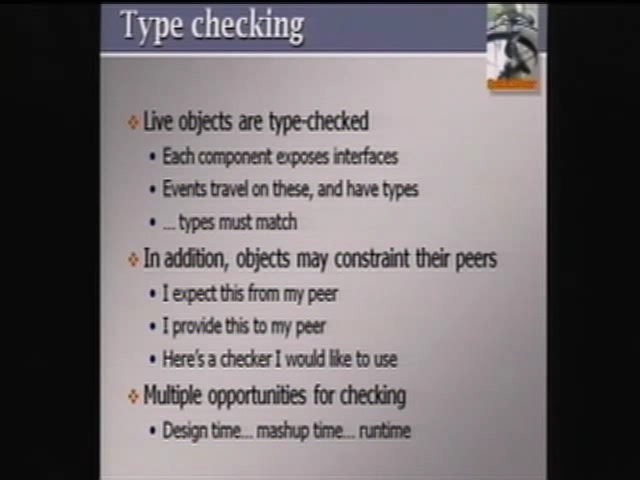 Type checking
Live objects are type-checked
Each component exposes interfaces
Events travel on these, and have types
... types must match
In addition, objects may constraint their peers
I expect this from my peer
I provide this to my peer
Here's a checker I would like to use
Multiple opportunities for checking
Design time... mashup time... runtime